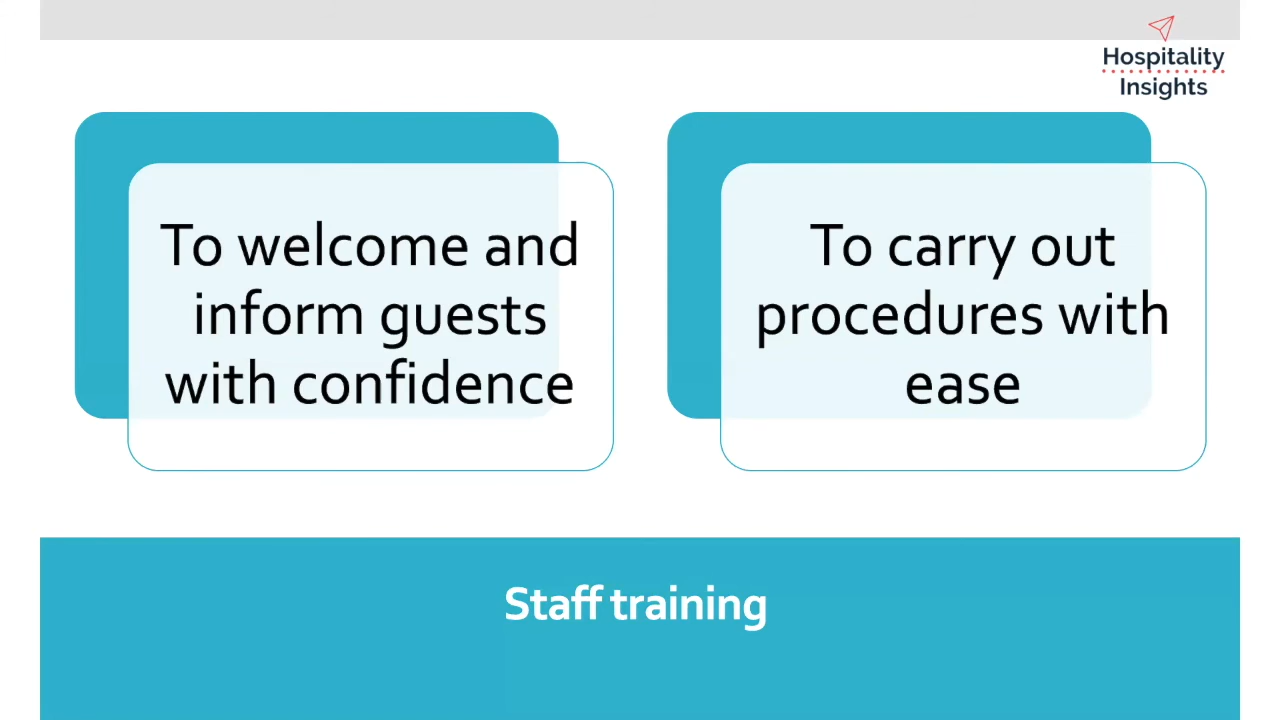 Hospitality
Insights
To welcome and
inform guests
with confidence
To carry out
procedures with
ease
Staff training